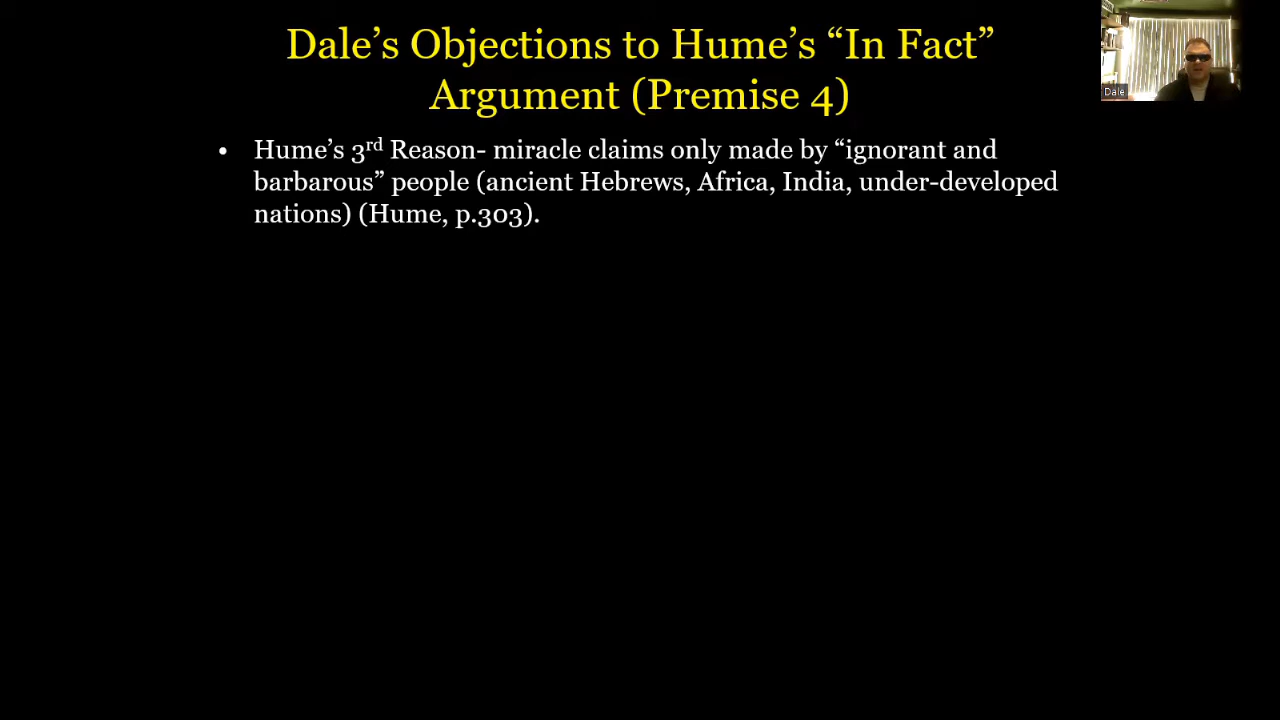 Dale’s Objections to Hume’s “In Fact”
Argument (Premise 4)
Dale
• Hume’s 3rd Reason- miracle claims only made by “ignorant and
barbarous” people (ancient Hebrews, Africa, India, under-developed
nations) (Hume, p.303).